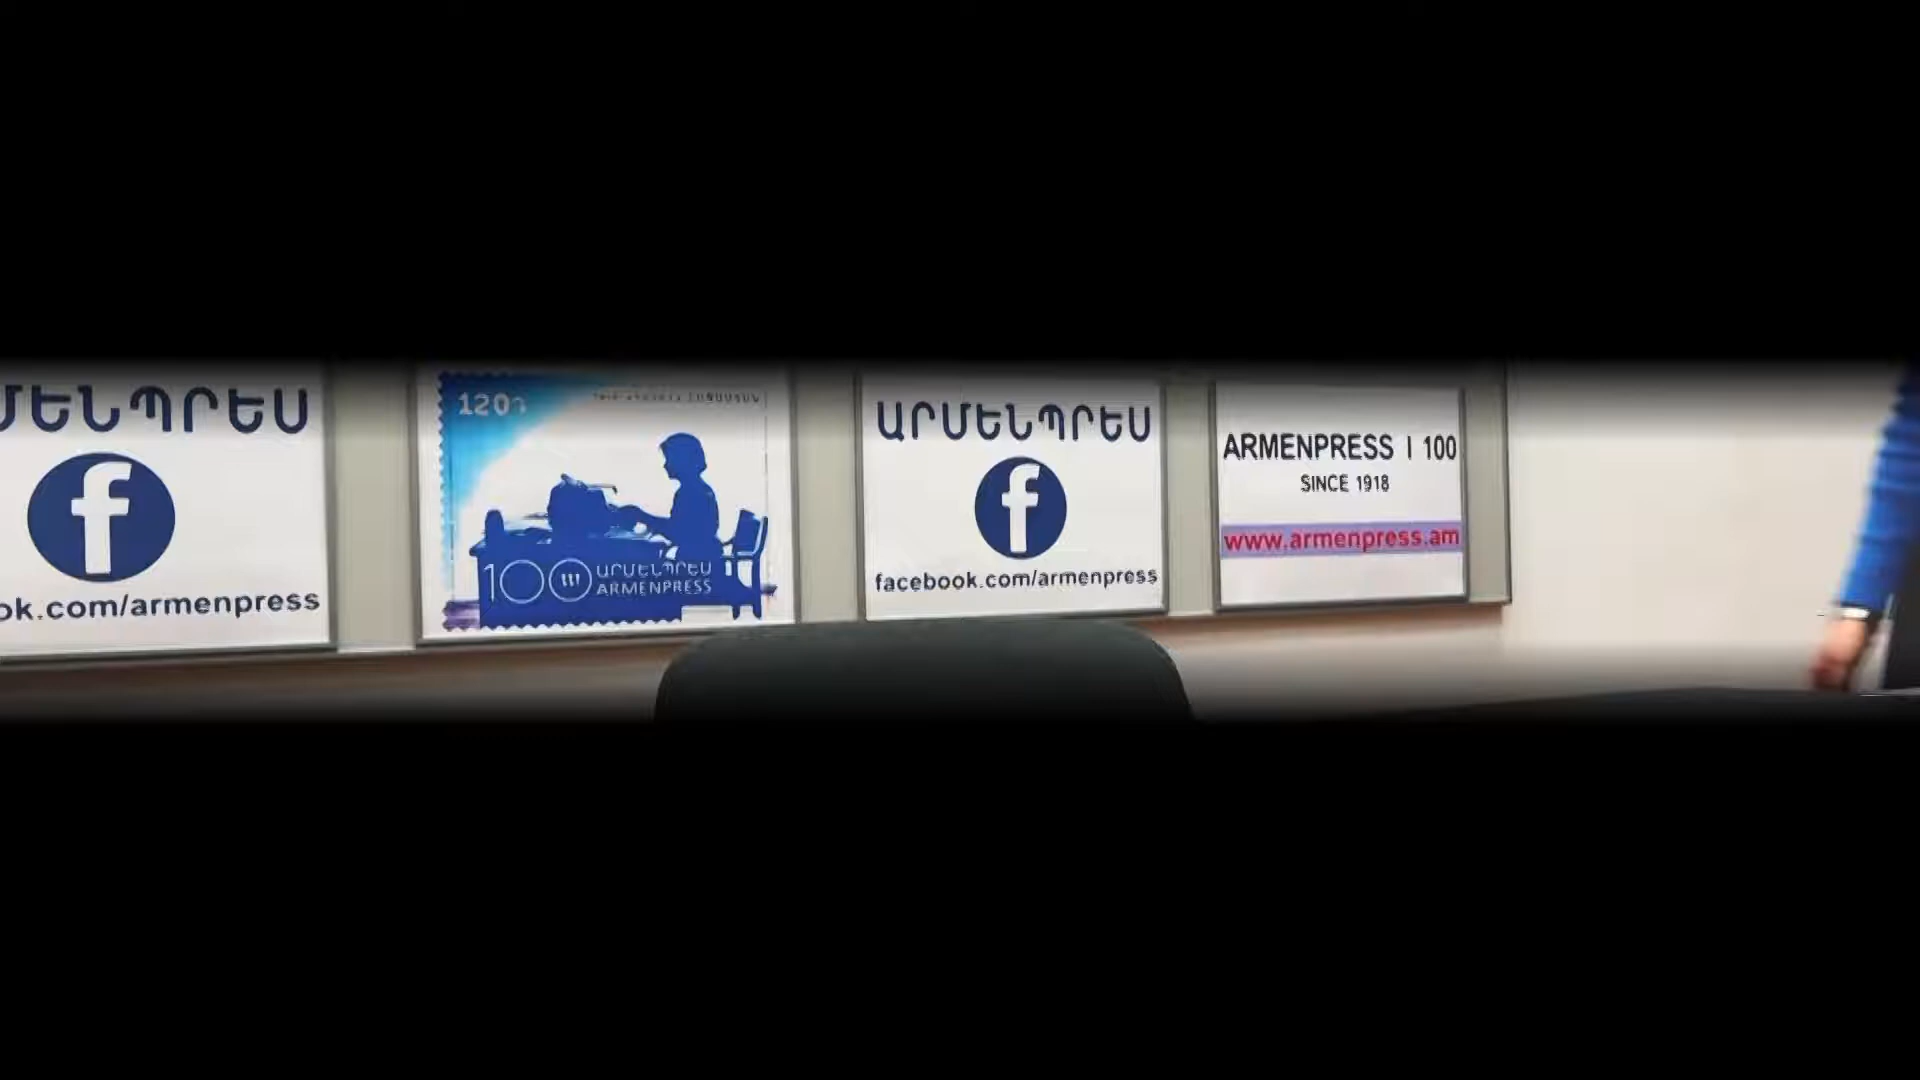 ՄԵՆՊՐԵՍ
f
ok.com/armenpress
120
100 ԱՐՄԵՆՊՐԵՍ
ARMENPRESS
ԱՐՄԵՆՊՐԵՍ
f
facebook.com/armenpress
ARMENPRESS | 100
SINCE 1918
www.armenpress.am